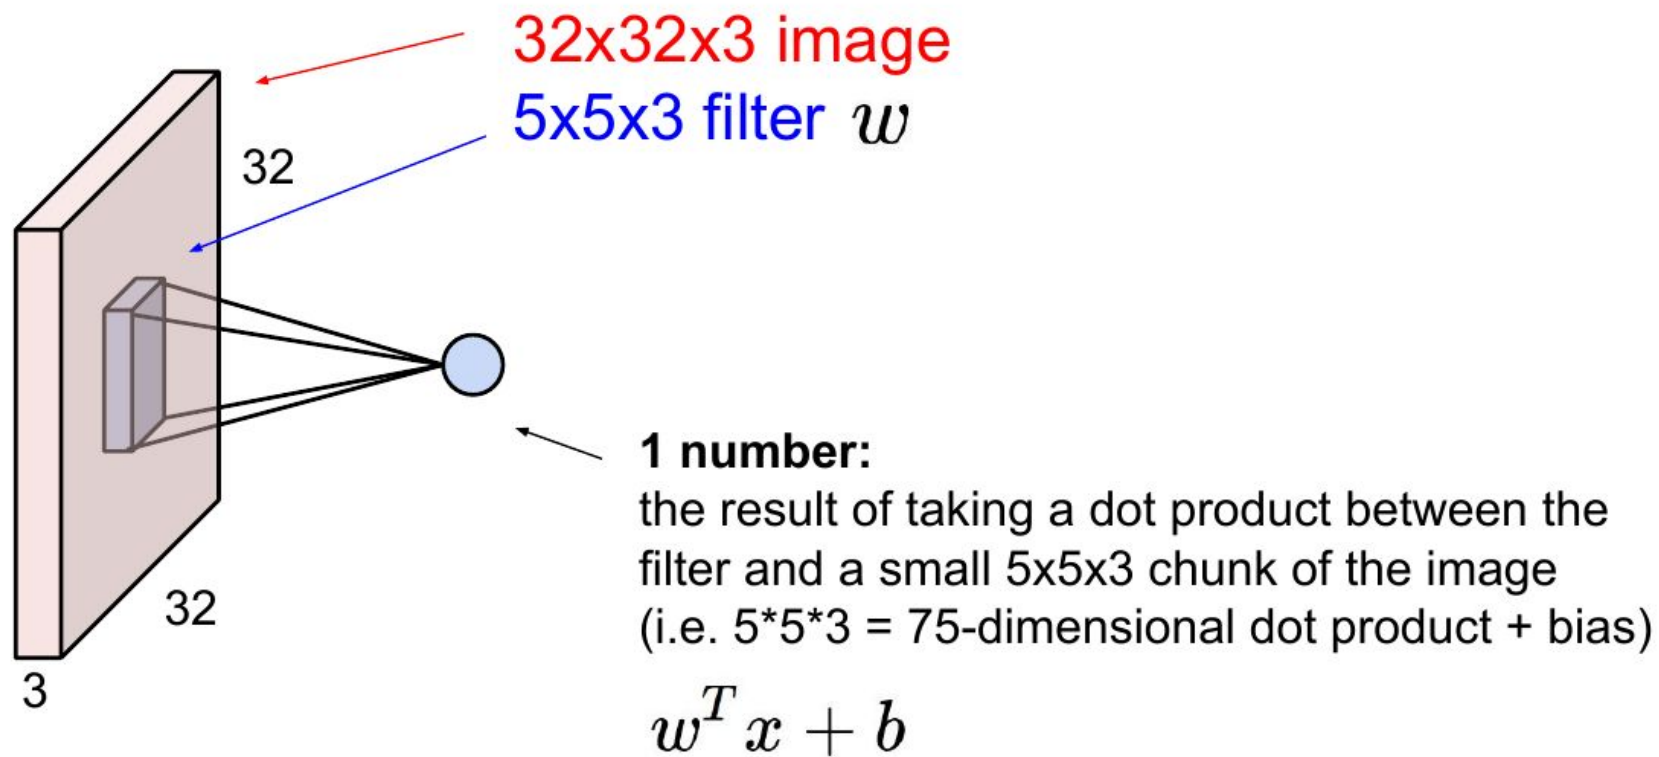 32x32x3 image
5x5x3 filter w
32
32
3
1 number:
the result of taking a dot product between the
filter and a small 5x5x3 chunk of the image
(i.e. 5*5*3 = 75-dimensional dot product + bias)
w^T x + b